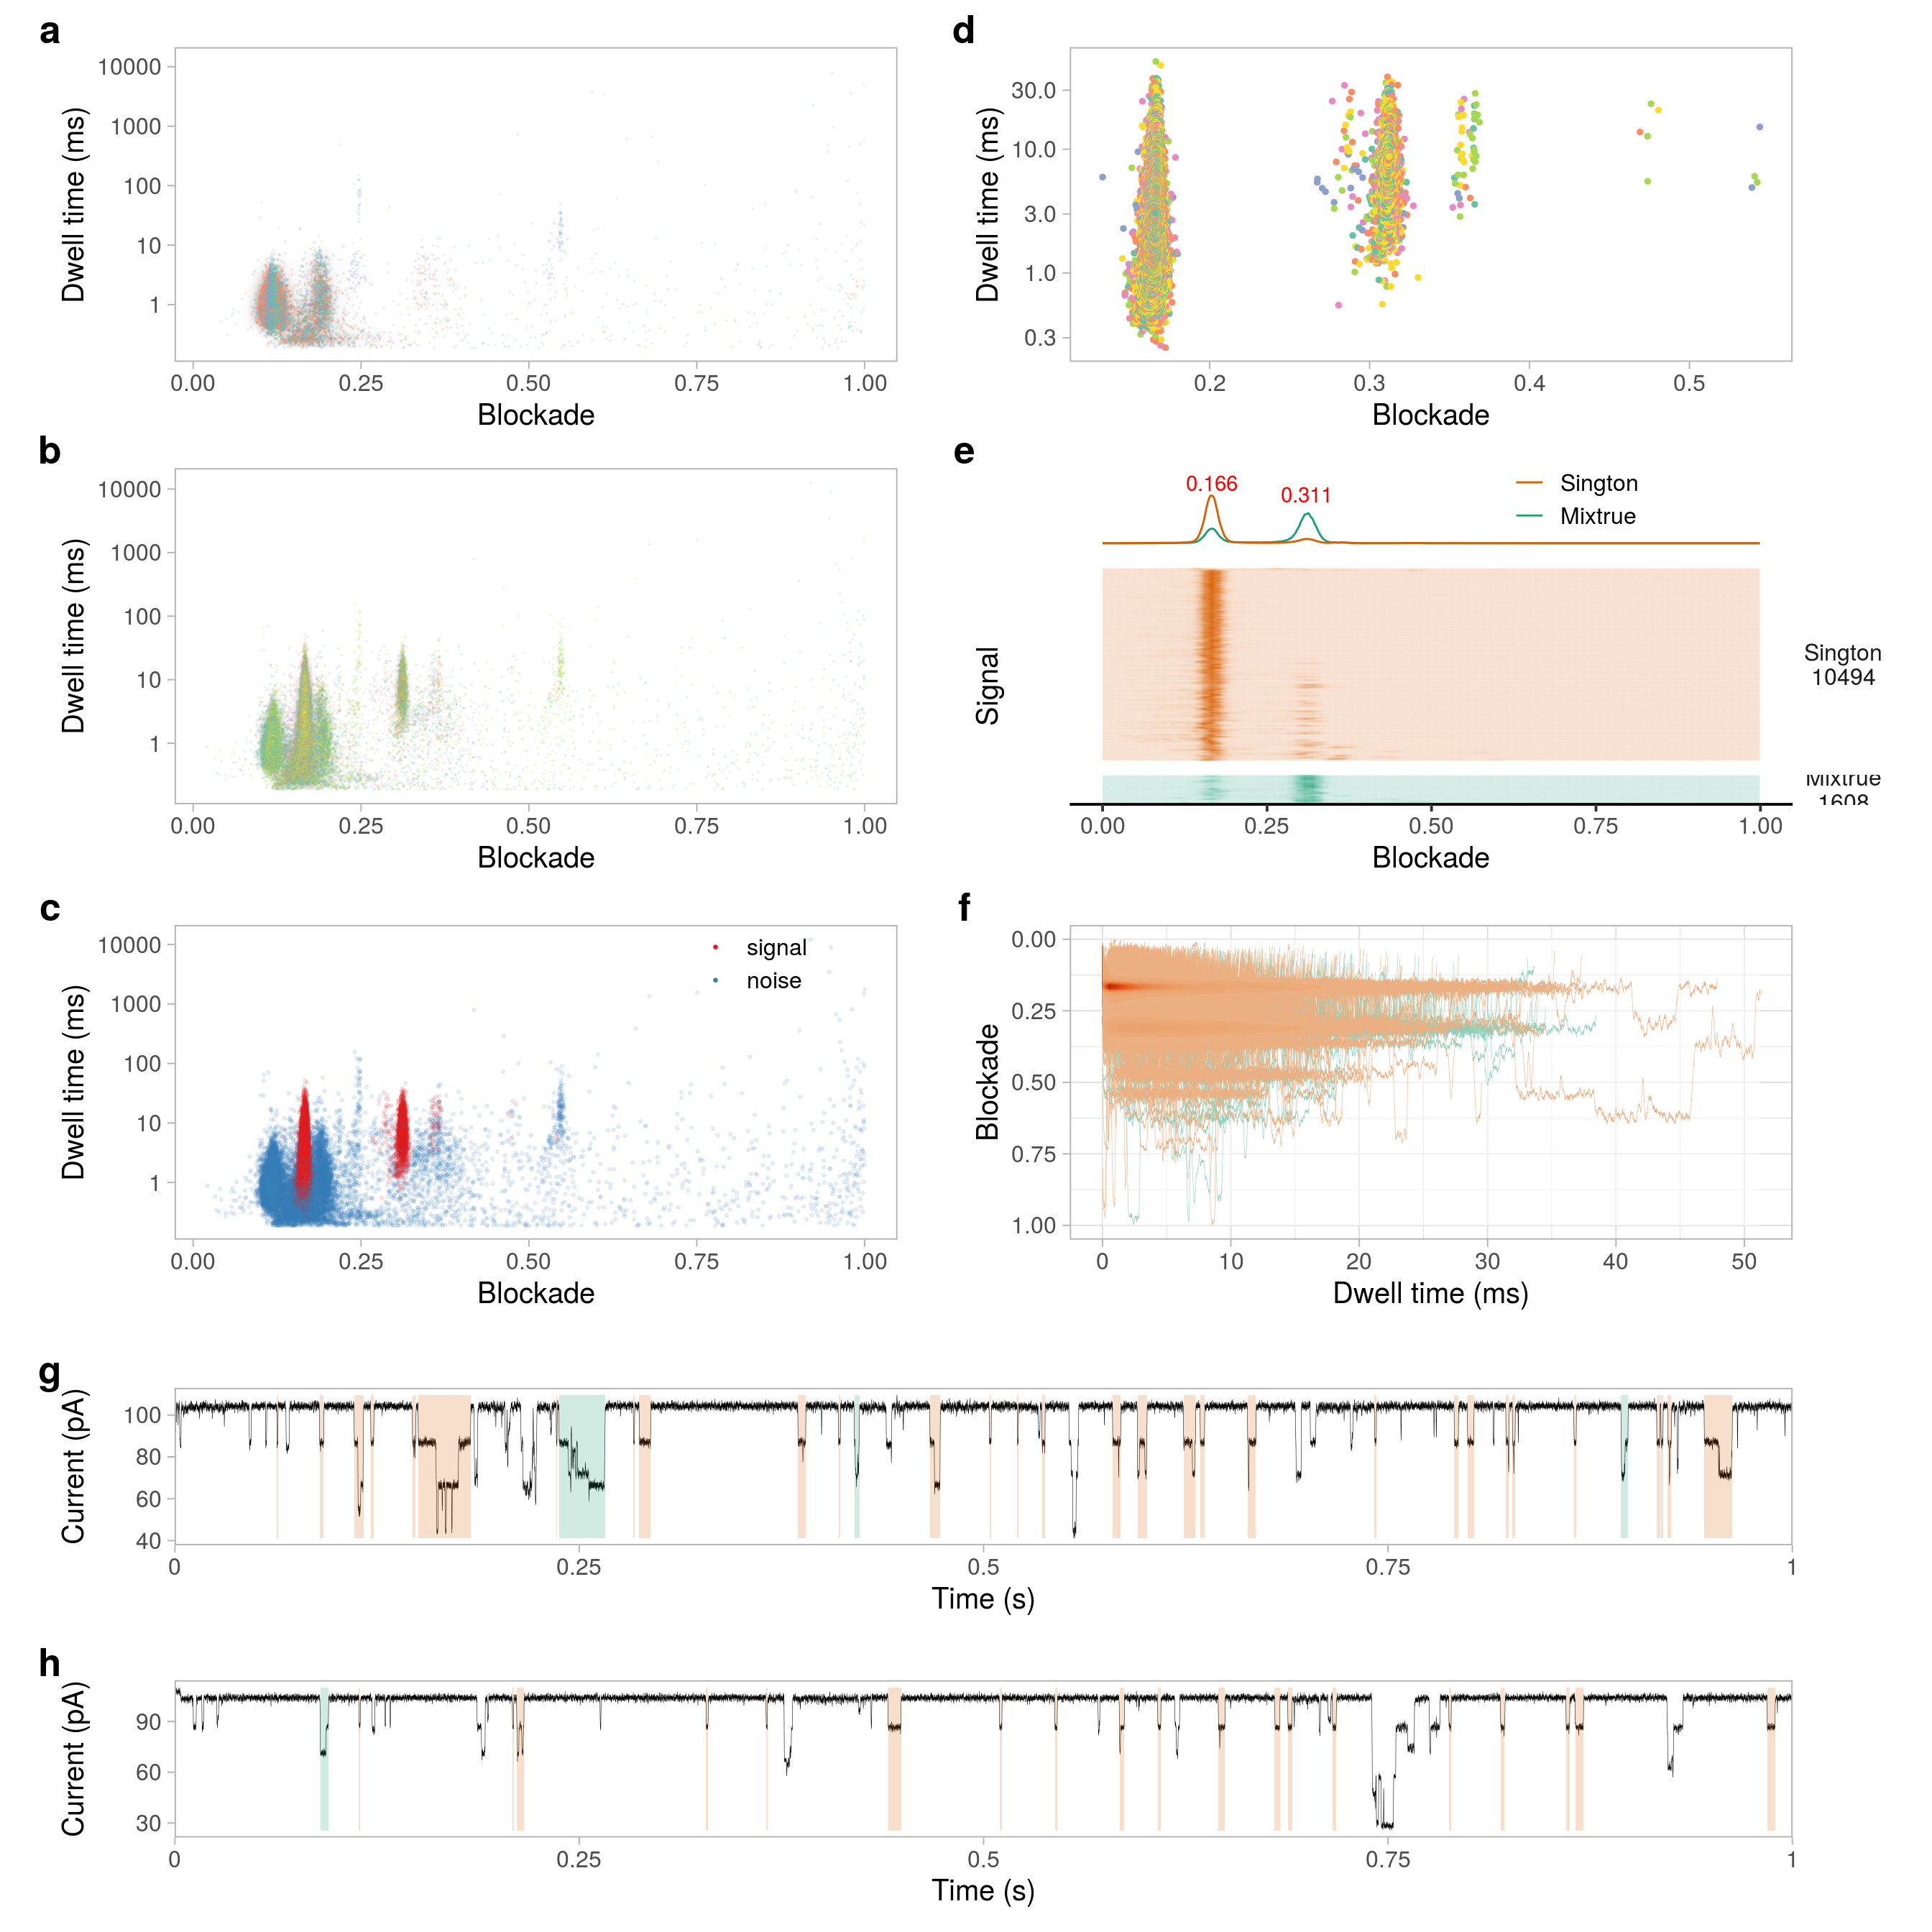 a
10000
1000
100
10
1
Dwell time (ms)
0.00 0.25 0.50 0.75 1.00
Blockade
b
10000
1000
100
10
1
Dwell time (ms)
0.00 0.25 0.50 0.75 1.00
Blockade
c
signal
noise
10000
1000
100
10
1
Dwell time (ms)
0.00 0.25 0.50 0.75 1.00
Blockade
d
30.0
10.0
3.0
1.0
0.3
Dwell time (ms)
0.2 0.3 0.4 0.5
Blockade
e
0.166
0.311
Sington
Mixtrue
Signal
Sington
10494
Mixtrue
1608
0.00 0.25 0.50 0.75 1.00
Blockade
f
0.00
0.25
0.50
0.75
1.00
Blockade
0 10 20 30 40 50
Dwell time (ms)
g
100
80
60
40
Current (pA)
0 0.25 0.5 0.75 1
Time (s)
h
90
60
30
Current (pA)
0 0.25 0.5 0.75 1
Time (s)